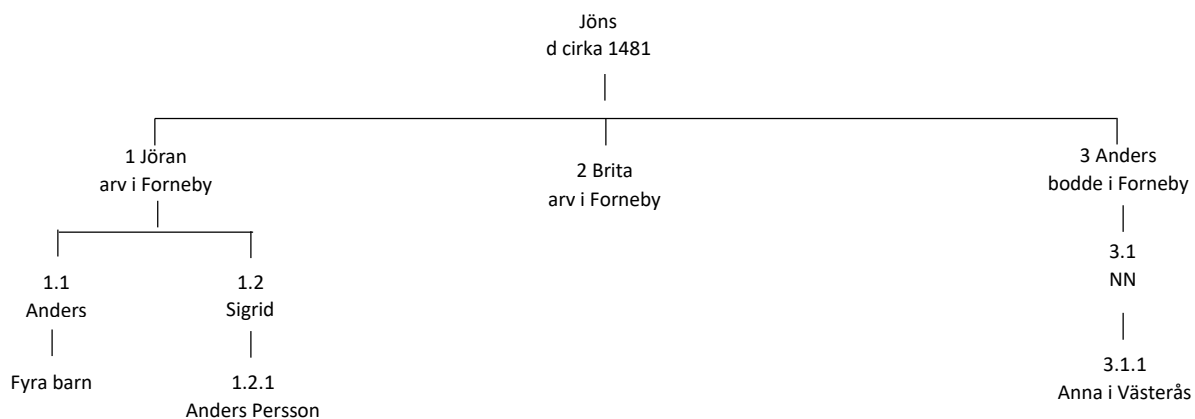 Jöns
d cirka 1481
1 Jöran
arv i Forneby
2 Brita
arv i Forneby
3 Anders
bodde i Forneby
1.1
Anders
1.2
Sigrid
3.1
NN
Fyra barn
1.2.1
Anders Persson
3.1.1
Anna i Västerås